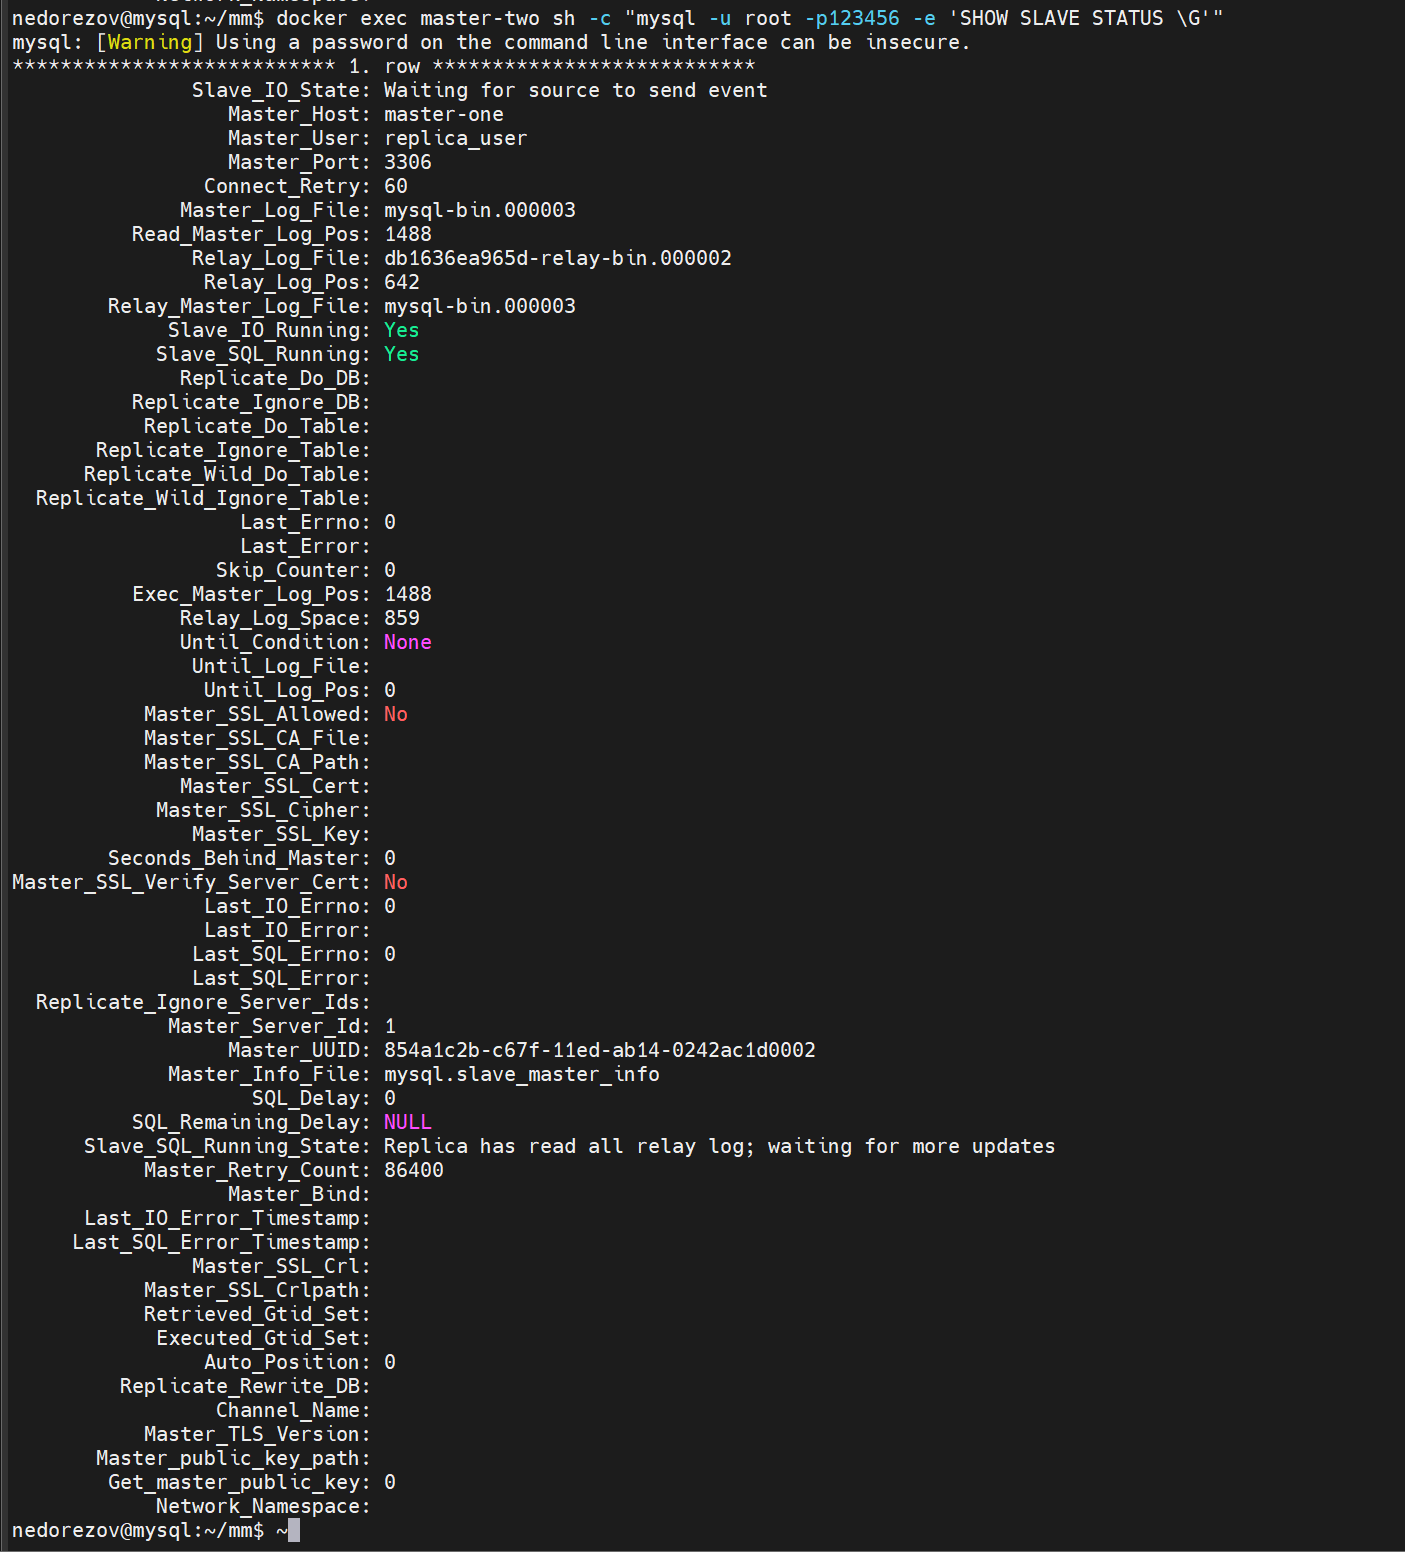 nedorezov@mysql:~/mm$ docker exec master-two sh -c "mysql -u root -p123456 -e 'SHOW SLAVE STATUS \G'"
mysql: [Warning] Using a password on the command line interface can be insecure.
*************************** 1. row ***************************
Slave_IO_State: Waiting for source to send event
Master_Host: master-one
Master_User: replica_user
Master_Port: 3306
Connect_Retry: 60
Master_Log_File: mysql-bin.000003
Read_Master_Log_Pos: 1488
Relay_Log_File: db1636ea965d-relay-bin.000002
Relay_Log_Pos: 642
Relay_Master_Log_File: mysql-bin.000003
Slave_IO_Running: Yes
Slave_SQL_Running: Yes
Replicate_Do_DB:
Replicate_Ignore_DB:
Replicate_Do_Table:
Replicate_Ignore_Table:
Replicate_Wild_Do_Table:
Replicate_Wild_Ignore_Table:
Last_Errno: 0
Last_Error:
Skip_Counter: 0
Exec_Master_Log_Pos: 1488
Relay_Log_Space: 859
Until_Condition: None
Until_Log_File:
Until_Log_Pos: 0
Master_SSL_Allowed: No
Master_SSL_CA_File:
Master_SSL_CA_Path:
Master_SSL_Cert:
Master_SSL_Cipher:
Master_SSL_Key:
Seconds_Behind_Master: 0
Master_SSL_Verify_Server_Cert: No
Last_IO_Errno: 0
Last_IO_Error:
Last_SQL_Errno: 0
Last_SQL_Error:
Replicate_Ignore_Server_Ids:
Master_Server_Id: 1
Master_UUID: 854a1c2b-c67f-11ed-ab14-0242ac1d0002
Master_Info_File: mysql.slave_master_info
SQL_Delay: 0
SQL_Remaining_Delay: NULL
Slave_SQL_Running_State: Replica has read all relay log; waiting for more updates
Master_Retry_Count: 86400
Master_Bind:
Last_IO_Error_Timestamp:
Last_SQL_Error_Timestamp:
Master_SSL_Crl:
Master_SSL_Crlpath:
Retrieved_Gtid_Set:
Executed_Gtid_Set:
Auto_Position: 0
Replicate_Rewrite_DB:
Channel_Name:
Master_TLS_Version:
Master_public_key_path:
Get_master_public_key: 0
Network_Namespace:
nedorezov@mysql:~/mm$ ~